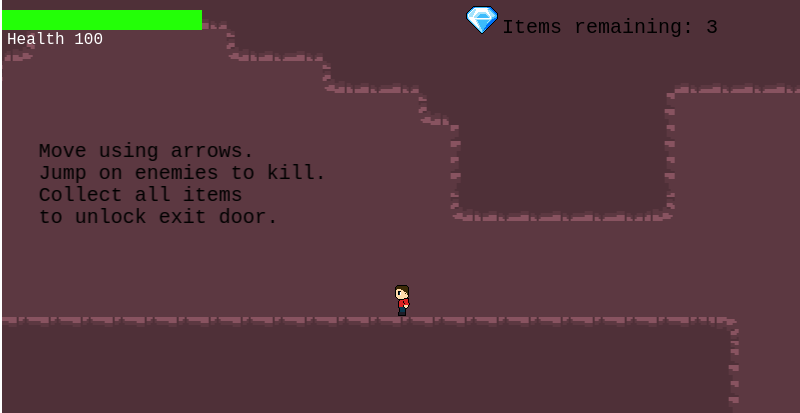 Health 100
Items remaining: 3
Move using arrows.
Jump on enemies to kill.
Collect all items
to unlock exit door.